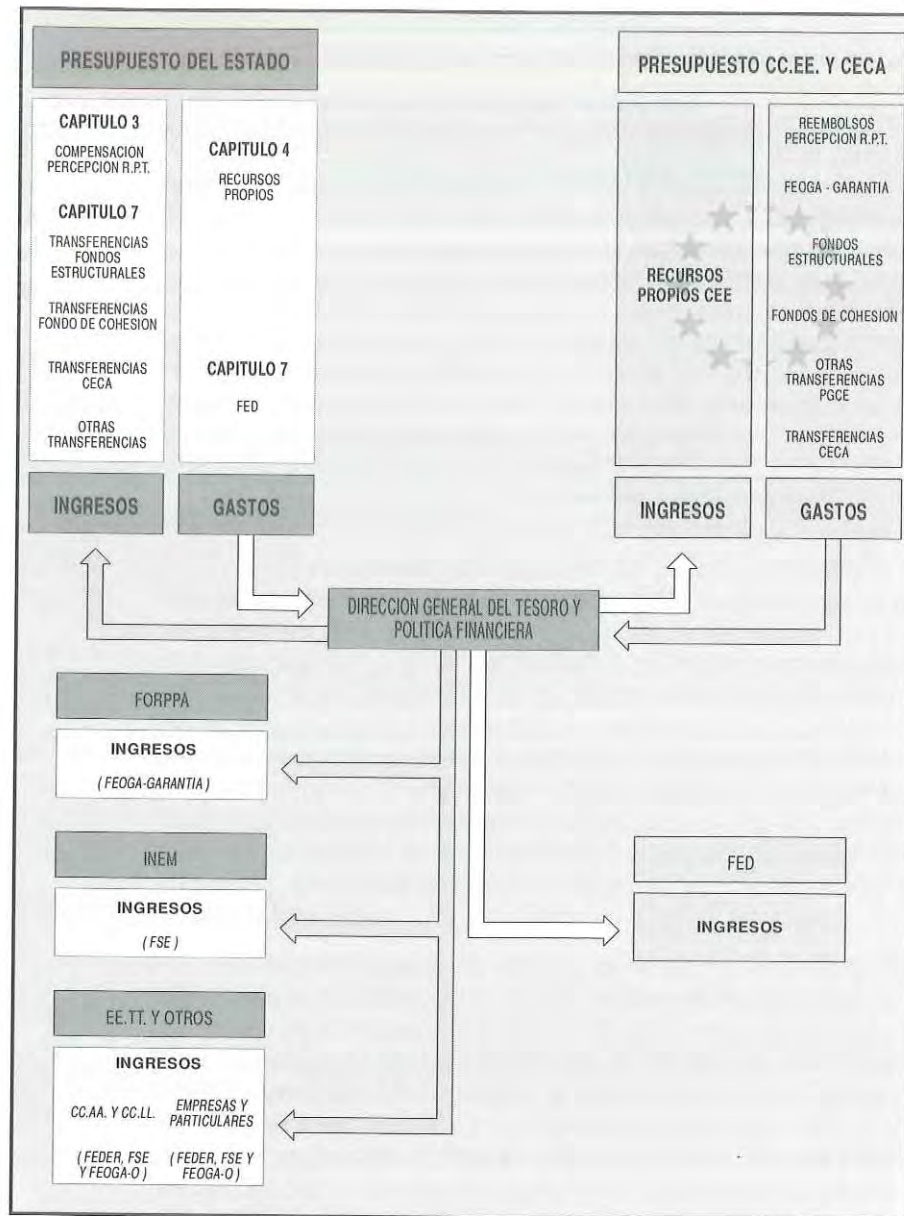 PRESUPUESTO DEL ESTADO
CAPITULO 3
COMPENSACION
PERCEPCION R.P.T.
CAPITULO 7
TRANSFERENCIAS
FONDOS
ESTRUCTURALES
TRANSFERENCIAS
FONDO DE COHESION
TRANSFERENCIAS
CECA
OTRAS
TRANSFERENCIAS
INGRESOS
CAPITULO 4
RECURSOS
PROPIOS
CAPITULO 7
FED
GASTOS
PRESUPUESTO CC.EE. Y CECA
RECURSOS
PROPIOS CEE
INGRESOS
REEMBOLSOS
PERCEPCION R.P.T.
FEOGA - GARANTIA
FONDOS
ESTRUCTURALES
FONDOS DE COHESION
OTRAS
TRANSFERENCIAS
PGCE
TRANSFERENCIAS
CECA
GASTOS
DIRECCION GENERAL DEL TESORO Y
POLITICA FINANCIERA
FORPPA
INGRESOS
( FEOGA-GARANTIA )
INEM
INGRESOS
( FSE )
EE.TT. Y OTROS
INGRESOS
CC.AA. Y CC.LL.
( FEDER, FSE
Y FEOGA-O )
EMPRESAS Y
PARTICULARES
( FEDER, FSE Y
FEOGA-O )
FED
INGRESOS